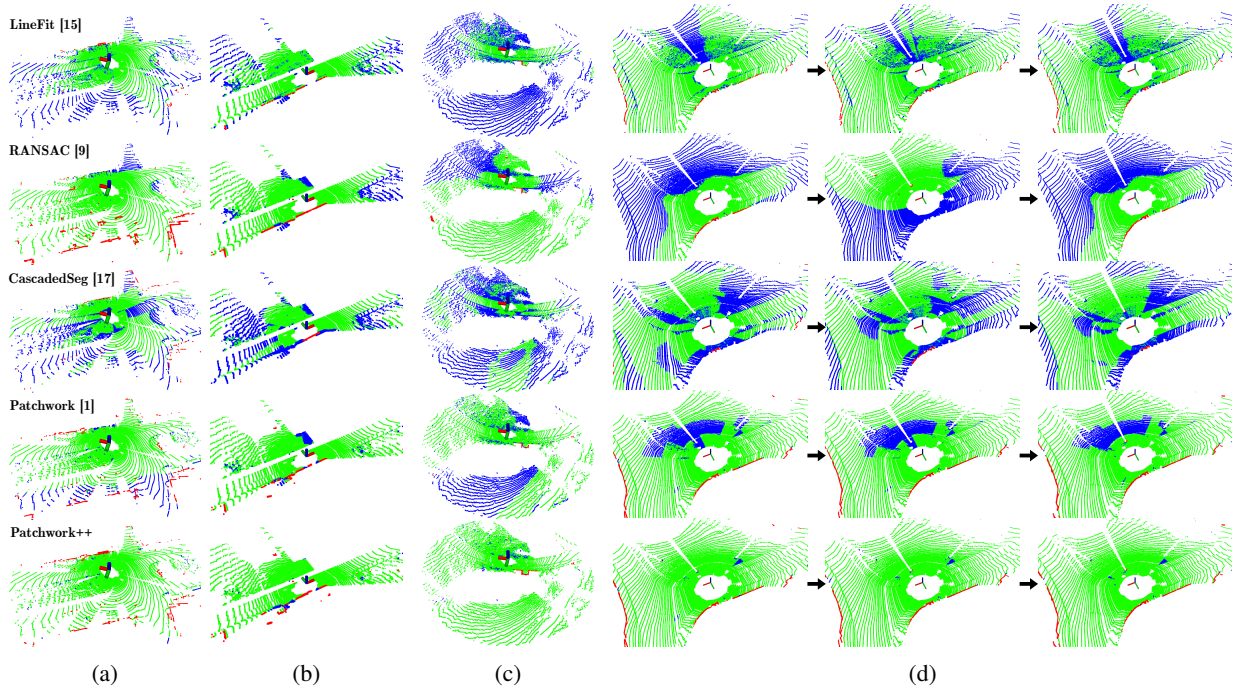 LineFit [15]
RANSAC [9]
CascadedSeg [17]
Patchwork [1]
Patchwork++
(a) (b) (c) (d)